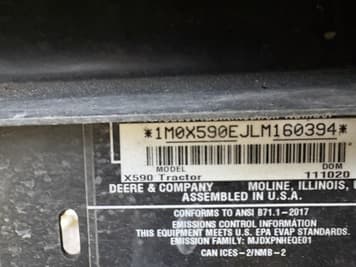 *1M0X590EJLM160394*
MODEL DOM
X590 Tractor 111020
DEERE & COMPANY MOLINE, ILLINOIS,
ASSEMBLED IN U.S.A.
CONFORMS TO ANSI B71.1-2017
EMISSIONS CONTROL INFORMATION
THIS EQUIPMENT MEETS U.S. EPA EVAP STANDARDS.
EMISSION FAMILY: MJDXPNHEQE01
CAN ICES-2/NMB-2